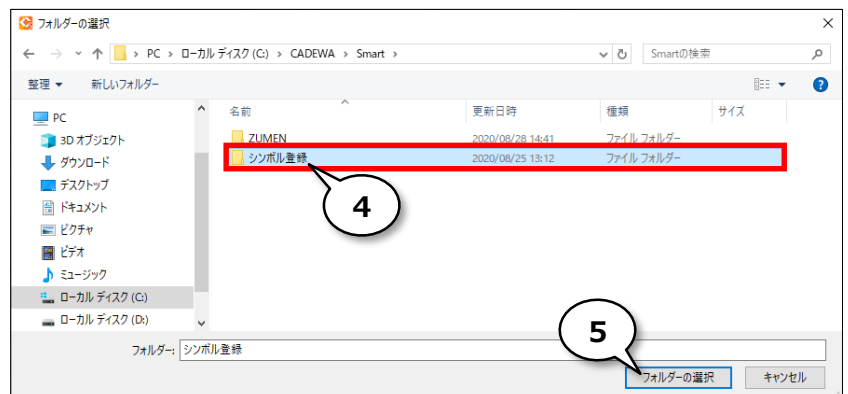 フォルダーの選択
PC › ローカル ディスク (C:) › CADEWA › Smart ›
Smartの検索
整理 新しいフォルダー
名前 更新日時 種類 サイズ
PC
3D オブジェクト
ダウンロード
デスクトップ
ドキュメント
ピクチャ
ビデオ
ミュージック
ローカル ディスク (C:)
ローカル ディスク (D:)
ZUMEN 2020/08/28 14:41 ファイル フォルダー
シンボル登録 2020/08/25 13:12 ファイル フォルダー
4
フォルダー: シンボル登録
5
フォルダーの選択 キャンセル